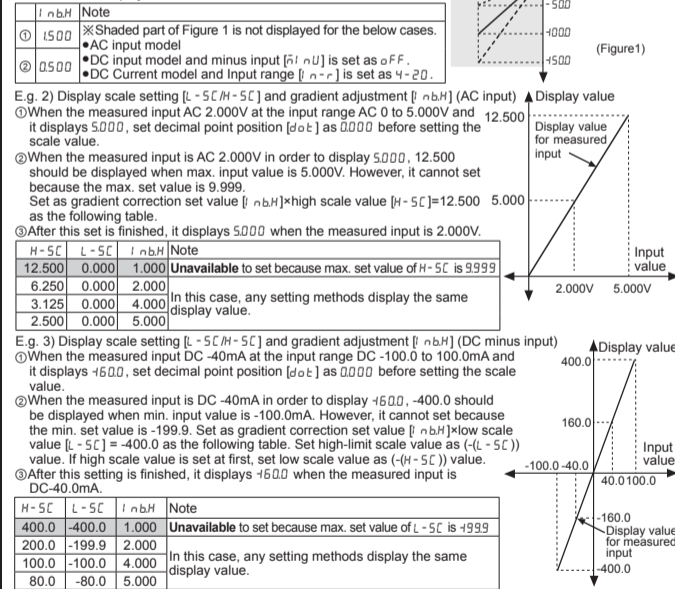 Inb.H Note
① 1.500 ※Shaded part of Figure 1 is not displayed for the below cases.
●AC input model
② 0.500 ●DC input model and minus input [ñI nU] is set as oFF.
●DC Current model and Input range [I n-r] is set as 4-20.
-500
-1000
-1500
(Figure1)
E.g. 2) Display scale setting [L-SC/H-SC] and gradient adjustment [I nb.H] (AC input)
①When the measured input AC 2.000V at the input range AC 0 to 5.000V and
it displays 5.000, set decimal point position [dot] as 0.000 before setting the
scale value.
②When the measured input is AC 2.000V in order to display 5.000, 12.500
should be displayed when max. input value is 5.000V. However, it cannot set
because the max. set value is 9.999.
Set as gradient correction set value [I nb.H]×high scale value [H-SC]=12.500
as the following table.
③After this set is finished, it displays 5.000 when the measured input is 2.000V.
Display value
12.500
Display value
for measured
input
5.000
Input
value
2.000V 5.000V
H-SC L-SC I nb.H Note
12.500 0.000 1.000 Unavailable to set because max. set value of H-SC is 9.999
6.250 0.000 2.000
3.125 0.000 4.000 In this case, any setting methods display the same
display value.
2.500 0.000 5.000
E.g. 3) Display scale setting [L-SC/H-SC] and gradient adjustment [I nb.H] (DC minus input)
①When the measured input DC -40mA at the input range DC -100.0 to 100.0mA and
it displays -160.0, set decimal point position [dot] as 0.000 before setting the scale
value.
②When the measured input is DC -40mA in order to display -160.0, -400.0 should
be displayed when min. input value is -100.0mA. However, it cannot set because
the min. set value is -199.9. Set as gradient correction set value [I nb.H]×low scale
value [L-SC] = -400.0 as the following table. Set high-limit scale value as (-(L-SC))
value. If high scale value is set at first, set low scale value as (-(H-SC)) value.
③After this setting is finished, it displays -160.0 when the measured input is
DC-40.0mA.
Display value
400.0
160.0
Input
value
-100.0 -40.0
40.0 100.0
-160.0
Display value
for measured
input
-400.0
H-SC L-SC I nb.H Note
400.0 -400.0 1.000 Unavailable to set because max. set value of L-SC is -199.9
200.0 -199.9 2.000
100.0 -100.0 4.000 In this case, any setting methods display the same
display value.
80.0 -80.0 5.000